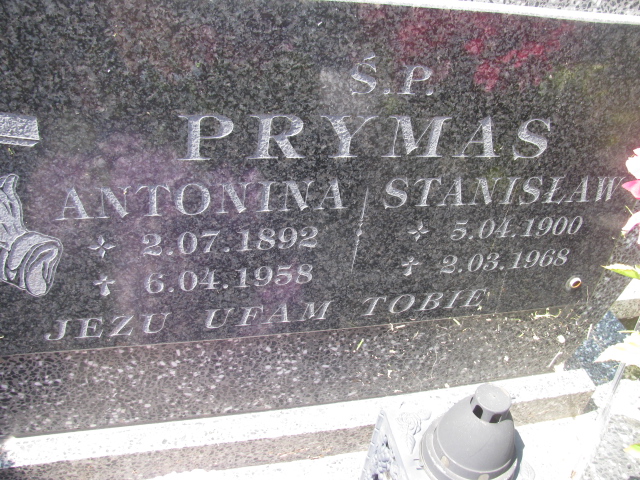 Ś.P.
PRYMAS
ANTONINA STANISŁAW
2.07.1892 5.04.1900
6.04.1958 2.03.1968
JEZU UFAM TOBIE